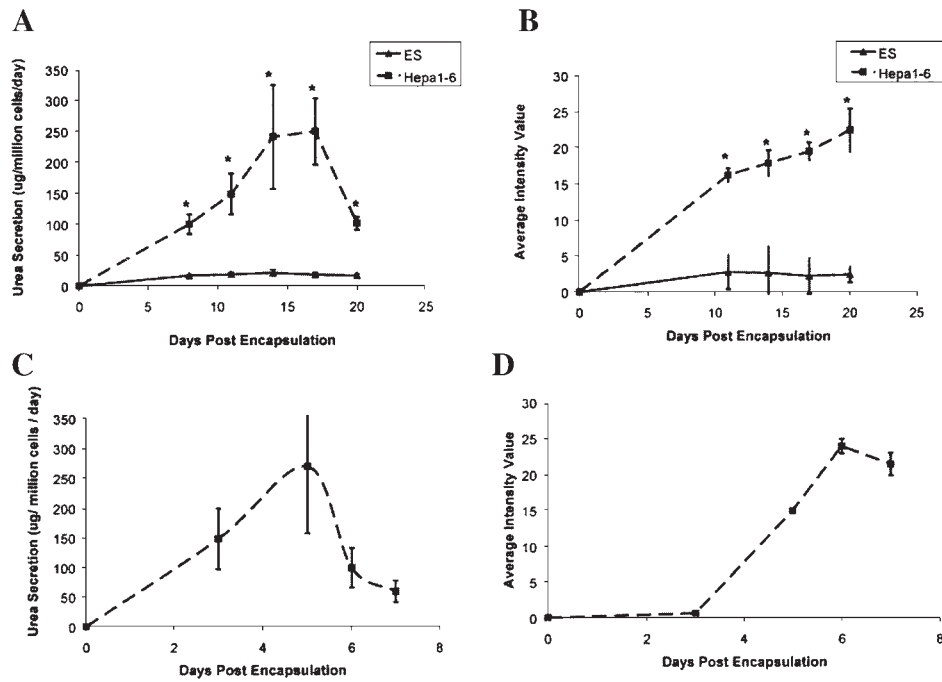 A
ES
Hepa1-6
Urea Secretion (ug/million cells/day)
350
300
250
200
150
100
50
0
* * * * *
0 5 10 15 20 25
Days Post Encapsulation
B
ES
Hepa1-6
Average Intensity Value
30
25
20
15
10
5
0
* * * *
0 5 10 15 20 25
Days Post Encapsulation
C
Urea Secretion (ug/ million cells / day)
350
300
250
200
150
100
50
0
0 2 4 6 8
Days Post Encapsulation
D
Average Intensity Value
30
25
20
15
10
5
0
0 2 4 6 8
Days Post Encapsulation